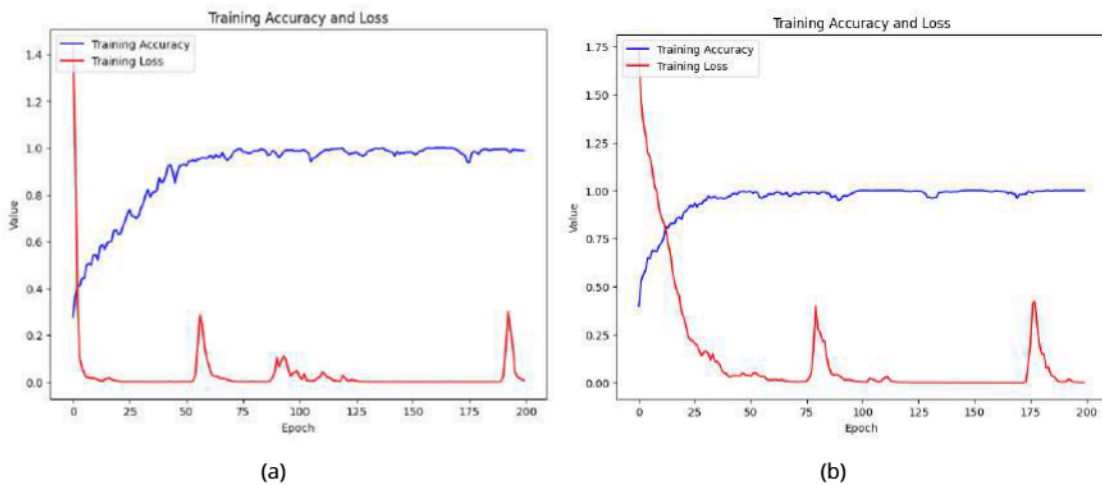 Training Accuracy and Loss
Training Accuracy
Training Loss
1.4
1.2
1.0
0.8
0.6
0.4
0.2
0.0
Value
0 25 50 75 100 125 150 175 200
Epoch
(a)
Training Accuracy and Loss
Training Accuracy
Training Loss
1.75
1.50
1.25
1.00
0.75
0.50
0.25
0.00
Value
0 25 50 75 100 125 150 175 200
Epoch
(b)